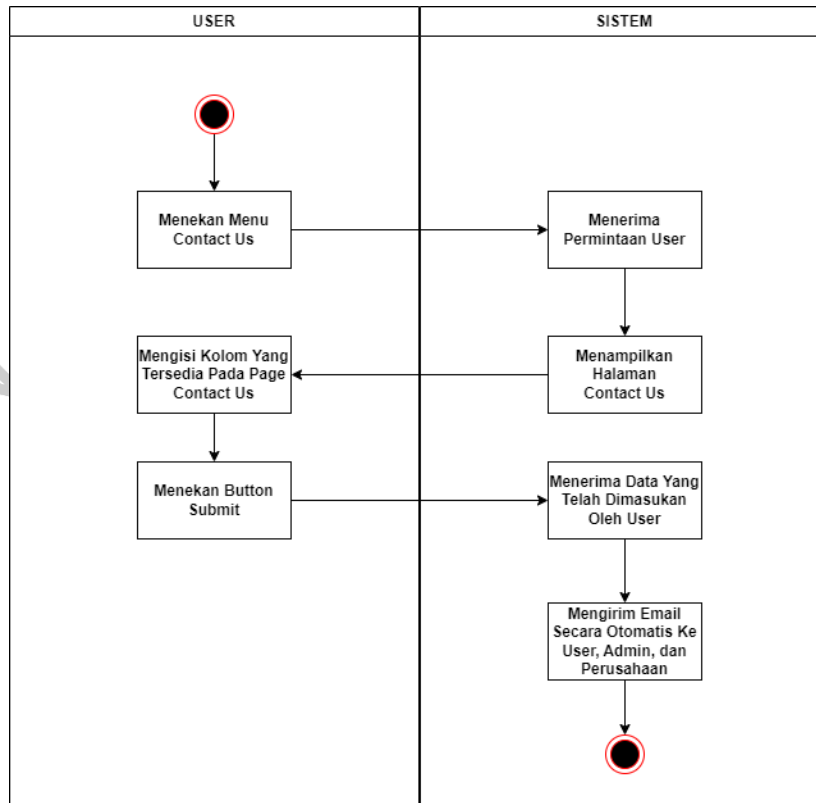 USER
SISTEM
Menekan Menu
Contact Us
Menerima
Permintaan User
Menampilkan
Halaman
Contact Us
Mengisi Kolom Yang
Tersedia Pada Page
Contact Us
Menekan Button
Submit
Menerima Data Yang
Telah Dimasukan
Oleh User
Mengirim Email
Secara Otomatis Ke
User, Admin, dan
Perusahaan